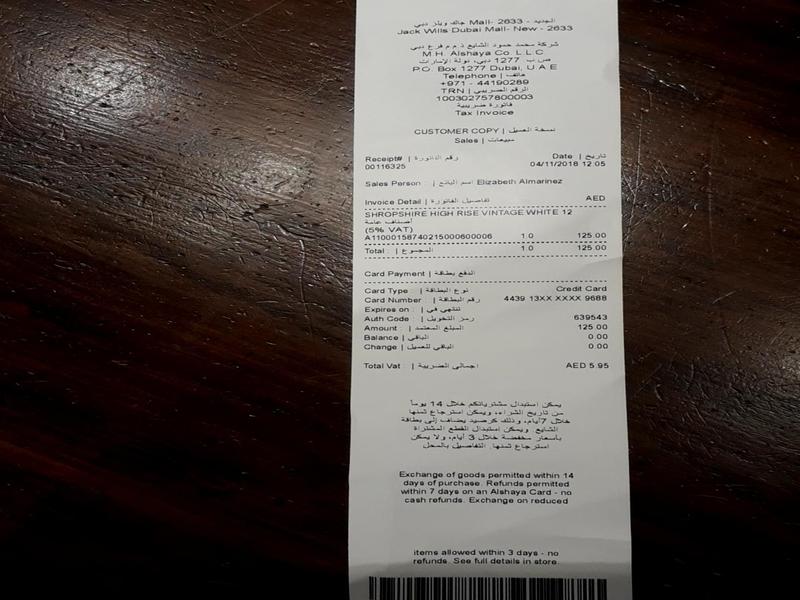 الجديد - 2633 -Mall جاك ويلز دبي
Jack Wills Dubai Mall- New - 2633
شركة محمد حمود الشايع ذ.م.م فرع دبي
M.H. Alshaya Co. L.L.C
ص.ب 1277 دبي، دولة الإمارات
P.O. Box 1277 Dubai, U.A.E
Telephone | هاتف
+971 - 44190289
TRN | الرقم الضريبي
100302757800003
فاتورة ضريبية
Tax Invoice
CUSTOMER COPY | نسخة العميل
Sales | مبيعات
Receipt# | رقم الفاتورة Date | تاريخ
00116325 04/11/2018 12:05
Sales Person : اسم البائع | Elizabeth Almarinez
Invoice Detail | تفاصيل الفاتورة AED
SHROPSHIRE HIGH RISE VINTAGE WHITE 12
أصناف عامة
(5% VAT)
A11000158740215000600006 1.0 125.00
Total : | المجموع 1.0 125.00
Card Payment | الدفع بطاقة
Card Type : | نوع البطاقة Credit Card
Card Number : | رقم البطاقة 4439 13XX XXXX 9688
Expires on : | تنتهي في
Auth Code : | رمز التخويل 639543
Amount : | المبلغ المعتمد 125.00
Balance | الباقي 0.00
Change | الباقي للعميل 0.00
Total Vat | اجمالي الضريبة AED 5.95
يمكن استبدال مشترياتكم خلال 14 يوماً
من تاريخ الشراء، ويمكن استرجاع ثمنها
خلال 7أيام، وذلك كرصيد يضاف إلى بطاقة
الشايع. ويمكن استبدال القطع المشتراة
بأسعار مخفضة خلال 3 أيام، ولا يمكن
استرجاع ثمنها. التفاصيل بالمحل
Exchange of goods permitted within 14
days of purchase. Refunds permitted
within 7 days on an Alshaya Card - no
cash refunds. Exchange on reduced
items allowed within 3 days - no
refunds. See full details in store.